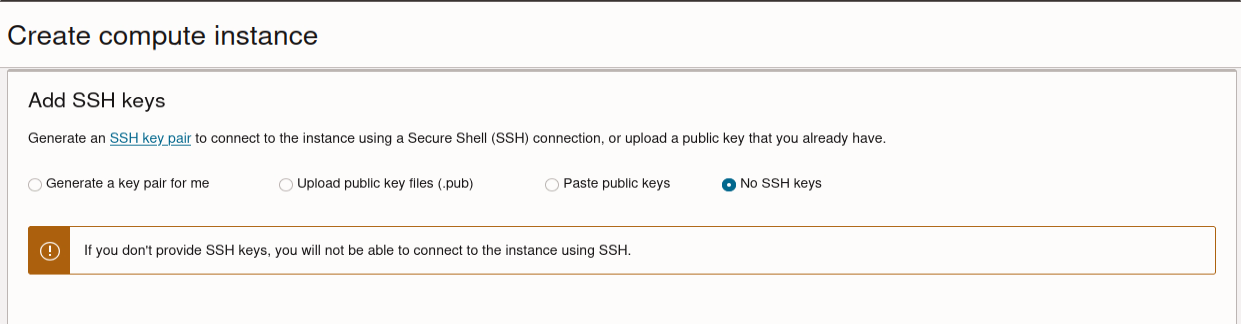 Create compute instance
Add SSH keys
Generate an SSH key pair to connect to the instance using a Secure Shell (SSH) connection, or upload a public key that you already have.
Generate a key pair for me
Upload public key files (.pub)
Paste public keys
No SSH keys
If you don't provide SSH keys, you will not be able to connect to the instance using SSH.